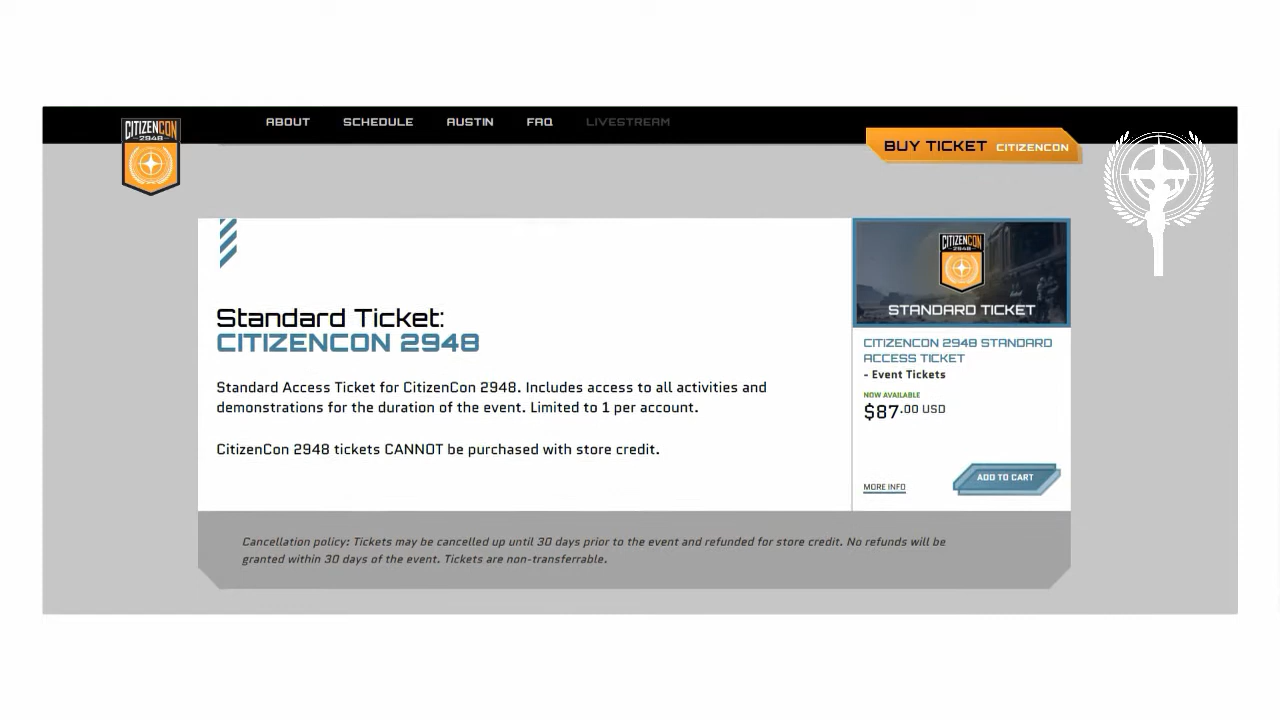 CITIZENCON
2948
ABOUT SCHEDULE AUSTIN FAQ LIVESTREAM
BUY TICKET CITIZENCON
Standard Ticket:
CITIZENCON 2948
Standard Access Ticket for CitizenCon 2948. Includes access to all activities and
demonstrations for the duration of the event. Limited to 1 per account.
CitizenCon 2948 tickets CANNOT be purchased with store credit.
CITIZENCON
2948
STANDARD TICKET
CITIZENCON 2948 STANDARD
ACCESS TICKET
- Event Tickets
NOW AVAILABLE
$87.00 USD
MORE INFO
ADD TO CART
Cancellation policy: Tickets may be cancelled up until 30 days prior to the event and refunded for store credit. No refunds will be
granted within 30 days of the event. Tickets are non-transferrable.